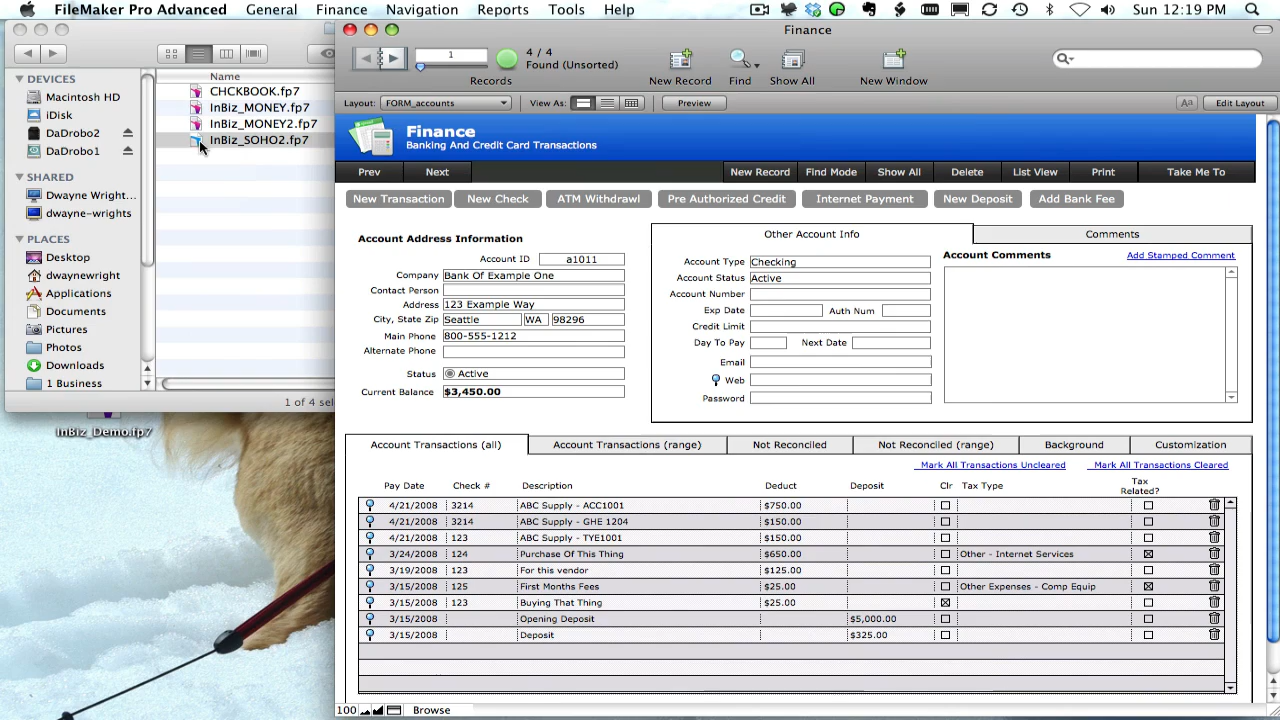 FileMaker Pro Advanced General Finance Navigation Reports Tools Help Sun 12:19 PM
Finance
Name
DEVICES
Macintosh HD
iDisk
DaDrobo2
DaDrobo1
SHARED
Dwayne Wright...
dwayne-wrights
PLACES
Desktop
dwaynewright
Applications
Documents
Pictures
Photos
Downloads
1 Business
CHCKBOOK.fp7
InBiz_MONEY.fp7
InBiz_MONEY2.fp7
InBiz_SOHO2.fp7
1 of 4 sel
InBiz_Demo.fp7
1
4 / 4
Found (Unsorted)
Records
New Record
Find
Show All
New Window
Layout: FORM_accounts View As: Preview Aa Edit Layout
Finance
Banking And Credit Card Transactions
Prev Next New Record Find Mode Show All Delete List View Print Take Me To
New Transaction New Check ATM Withdrawl Pre Authorized Credit Internet Payment New Deposit Add Bank Fee
Account Address Information
Account ID a1011
Company Bank Of Example One
Contact Person
Address 123 Example Way
City, State Zip Seattle WA 98296
Main Phone 800-555-1212
Alternate Phone
Status Active
Current Balance $3,450.00
Other Account Info Comments
Account Type Checking
Account Status Active
Account Number
Exp Date Auth Num
Credit Limit
Day To Pay Next Date
Email
Web
Password
Account Comments Add Stamped Comment
Account Transactions (all) Account Transactions (range) Not Reconciled Not Reconciled (range) Background Customization
Mark All Transactions Uncleared Mark All Transactions Cleared
Pay Date Check # Description Deduct Deposit Clr Tax Type Tax Related?
4/21/2008 3214 ABC Supply - ACC1001 $750.00
4/21/2008 3214 ABC Supply - GHE 1204 $150.00
4/21/2008 123 ABC Supply - TYE1001 $150.00
3/24/2008 124 Purchase Of This Thing $650.00 Other - Internet Services
3/19/2008 123 For this vendor $125.00
3/15/2008 125 First Months Fees $25.00 Other Expenses - Comp Equip
3/15/2008 123 Buying That Thing $25.00
3/15/2008 Opening Deposit $5,000.00
3/15/2008 Deposit $325.00
100 Browse